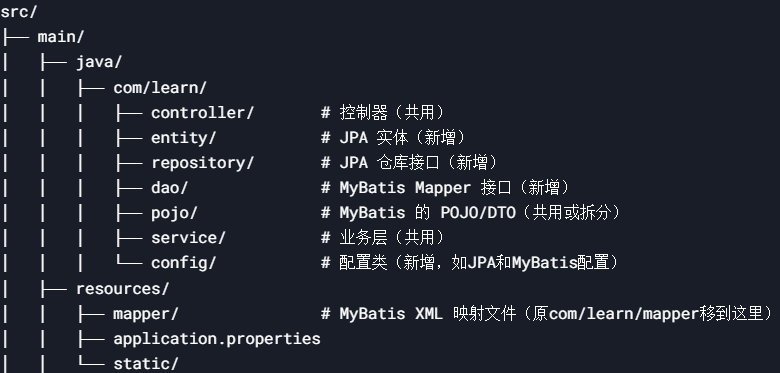 src/
├── main/
│   ├── java/
│   │   ├── com/learn/
│   │   │   ├── controller/       # 控制器（共用）
│   │   │   ├── entity/           # JPA 实体（新增）
│   │   │   ├── repository/       # JPA 仓库接口（新增）
│   │   │   ├── dao/              # MyBatis Mapper 接口（新增）
│   │   │   ├── pojo/             # MyBatis 的 POJO/DTO（共用或拆分）
│   │   │   ├── service/          # 业务层（共用）
│   │   │   └── config/           # 配置类（新增，如JPA和MyBatis配置）
│   ├── resources/
│   │   ├── mapper/               # MyBatis XML 映射文件（原com/learn/mapper移到这里）
│   │   ├── application.properties
│   │   └── static/